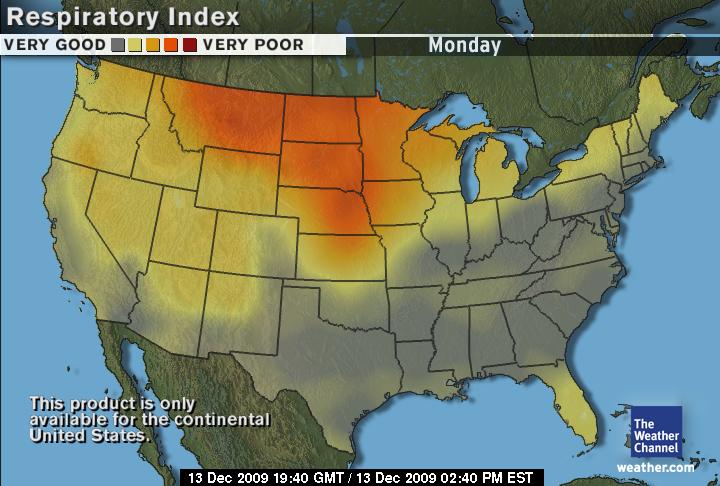 Respiratory Index
VERY GOOD VERY POOR
Monday
This product is only
available for the continental
United States.
The
Weather
Channel
weather.com
13 Dec 2009 19:40 GMT / 13 Dec 2009 02:40 PM EST